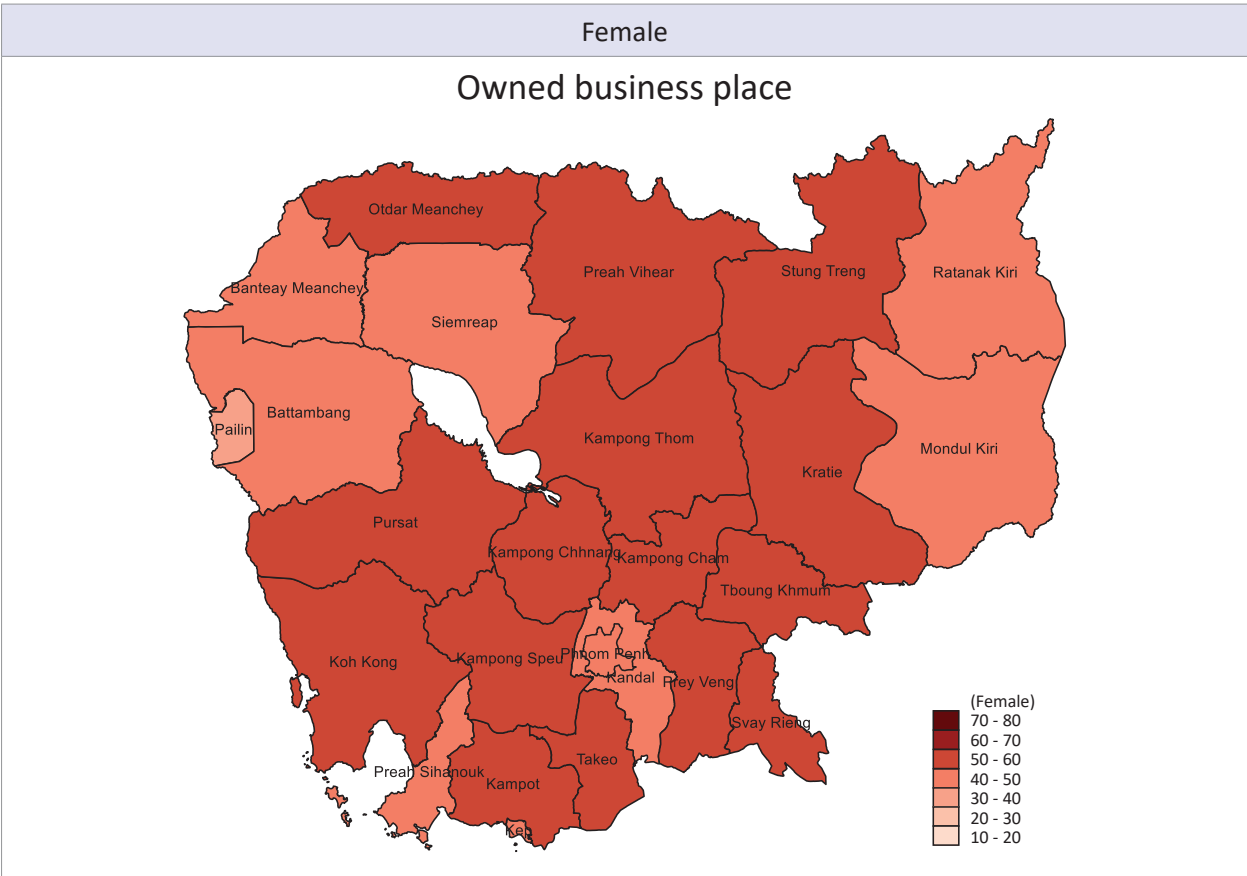 Female
Owned business place
Otdar Meanchey
Preah Vihear
Stung Treng
Ratanak Kiri
Banteay Meanchey
Siemreap
Battambang
Pailin
Kampong Thom
Mondul Kiri
Kratie
Pursat
Kampong Chhnang
Kampong Cham
Tboung Khmum
Koh Kong
Kampong Speu
Phnom Penh
Kandal
Prey Veng
Svay Rieng
Takeo
Preah Sihanouk
Kampot
Kep
(Female)
70 - 80
60 - 70
50 - 60
40 - 50
30 - 40
20 - 30
10 - 20